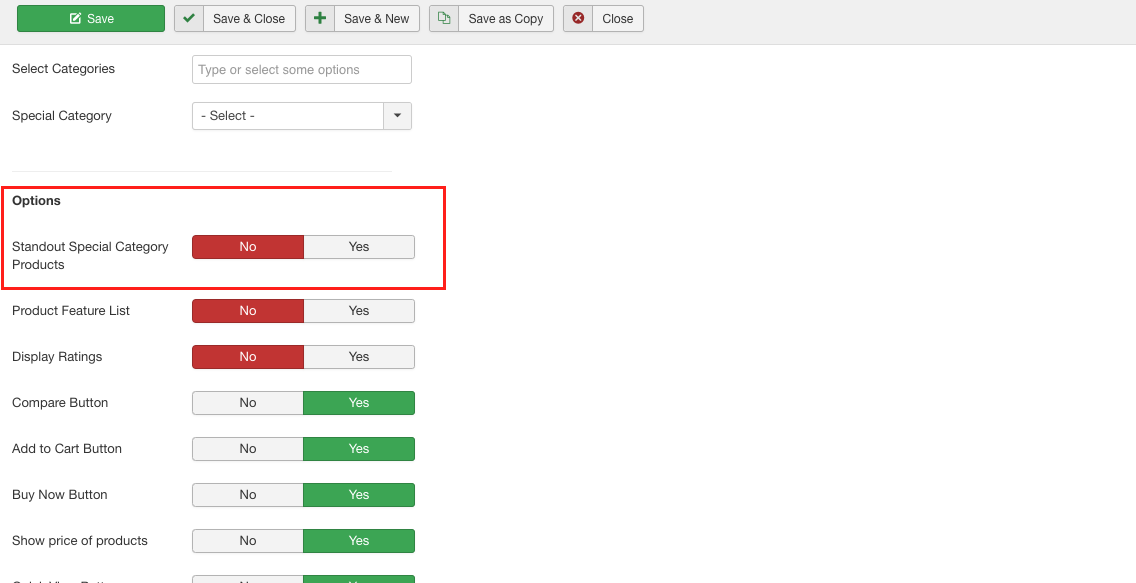 Save Save & Close Save & New Save as Copy Close
Select Categories Type or select some options
Special Category - Select -
Options
Standout Special Category No Yes
Products
Product Feature List No Yes
Display Ratings No Yes
Compare Button No Yes
Add to Cart Button No Yes
Buy Now Button No Yes
Show price of products No Yes